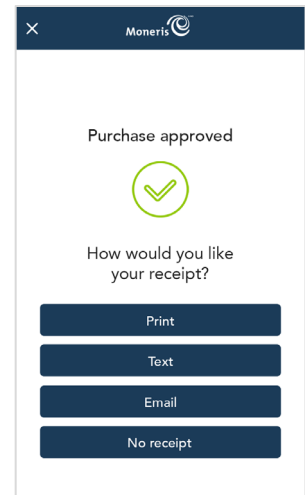 Moneris
Purchase approved
How would you like
your receipt?
Print
Text
Email
No receipt